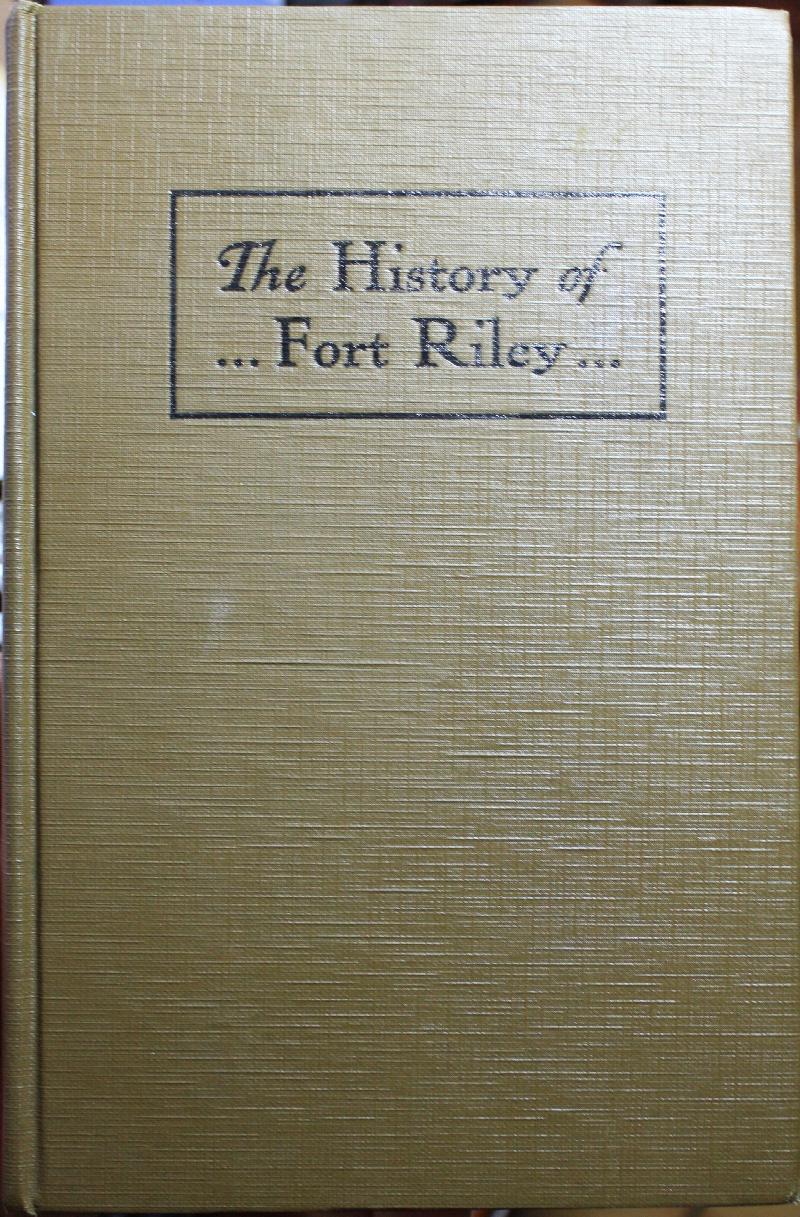 The History of
... Fort Riley ...